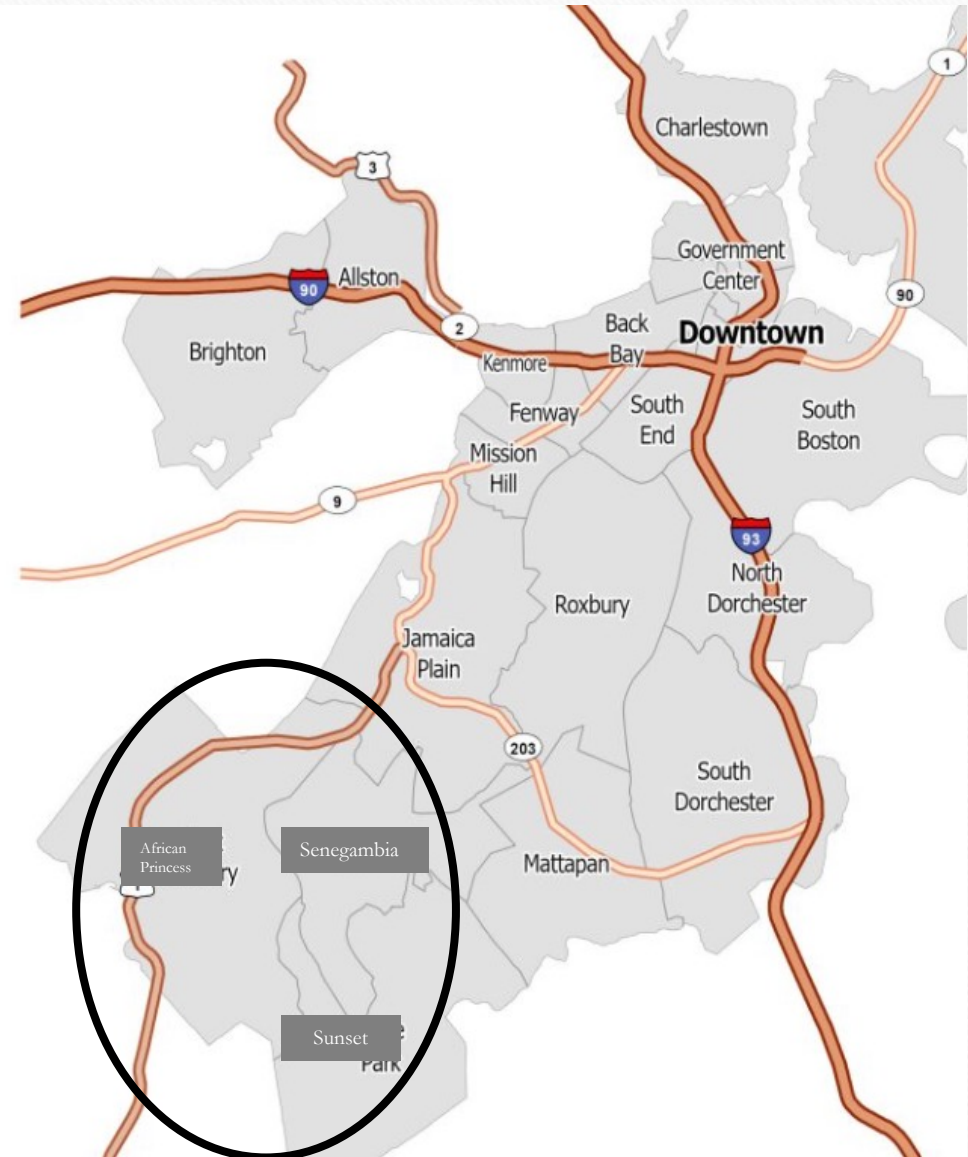 1
Charlestown
3
Government
Center
Allston
90
90
2
Back
Bay
Downtown
Brighton
Kenmore
Fenway
South
End
South
Boston
Mission
Hill
9
93
North
Dorchester
Roxbury
Jamaica
Plain
203
South
Dorchester
African
Princess
Senegambia
Mattapan
ry
Sunset
e
Park